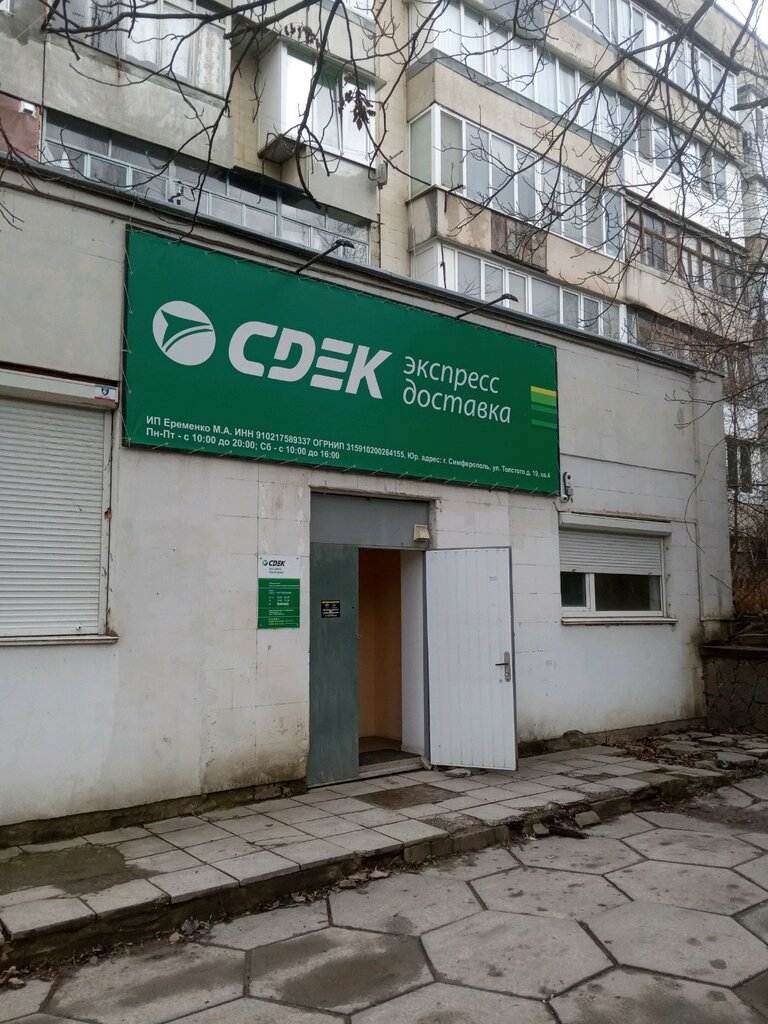 CDEK
экспресс
доставка
ИП Еременко М.А. ИНН 910217589337 ОГРНИП 315910200264155, Юр. адрес: г. Симферополь, ул. Толстого д. 19, кв.4
Пн-Пт - с 10:00 до 20:00; Сб - с 10:00 до 16:00
CDEK